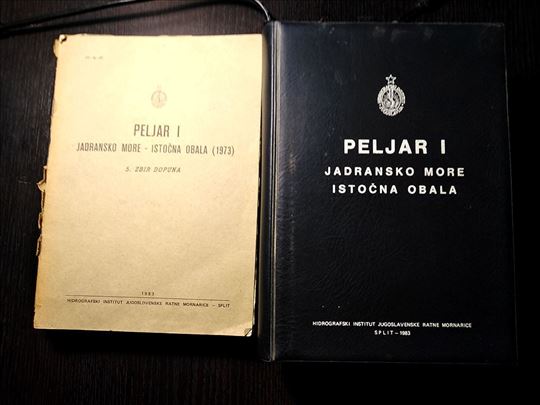 PELJAR I
JADRANSKO MORE - ISTOČNA OBALA (1973)
5. ZBIR DOPUNA
1983
HIDROGRAFSKI INSTITUT JUGOSLAVENSKE RATNE MORNARICE - SPLIT
PELJAR I
JADRANSKO MORE
ISTOČNA OBALA
HIDROGRAFSKI INSTITUT JUGOSLAVENSKE RATNE MORNARICE
SPLIT-1983